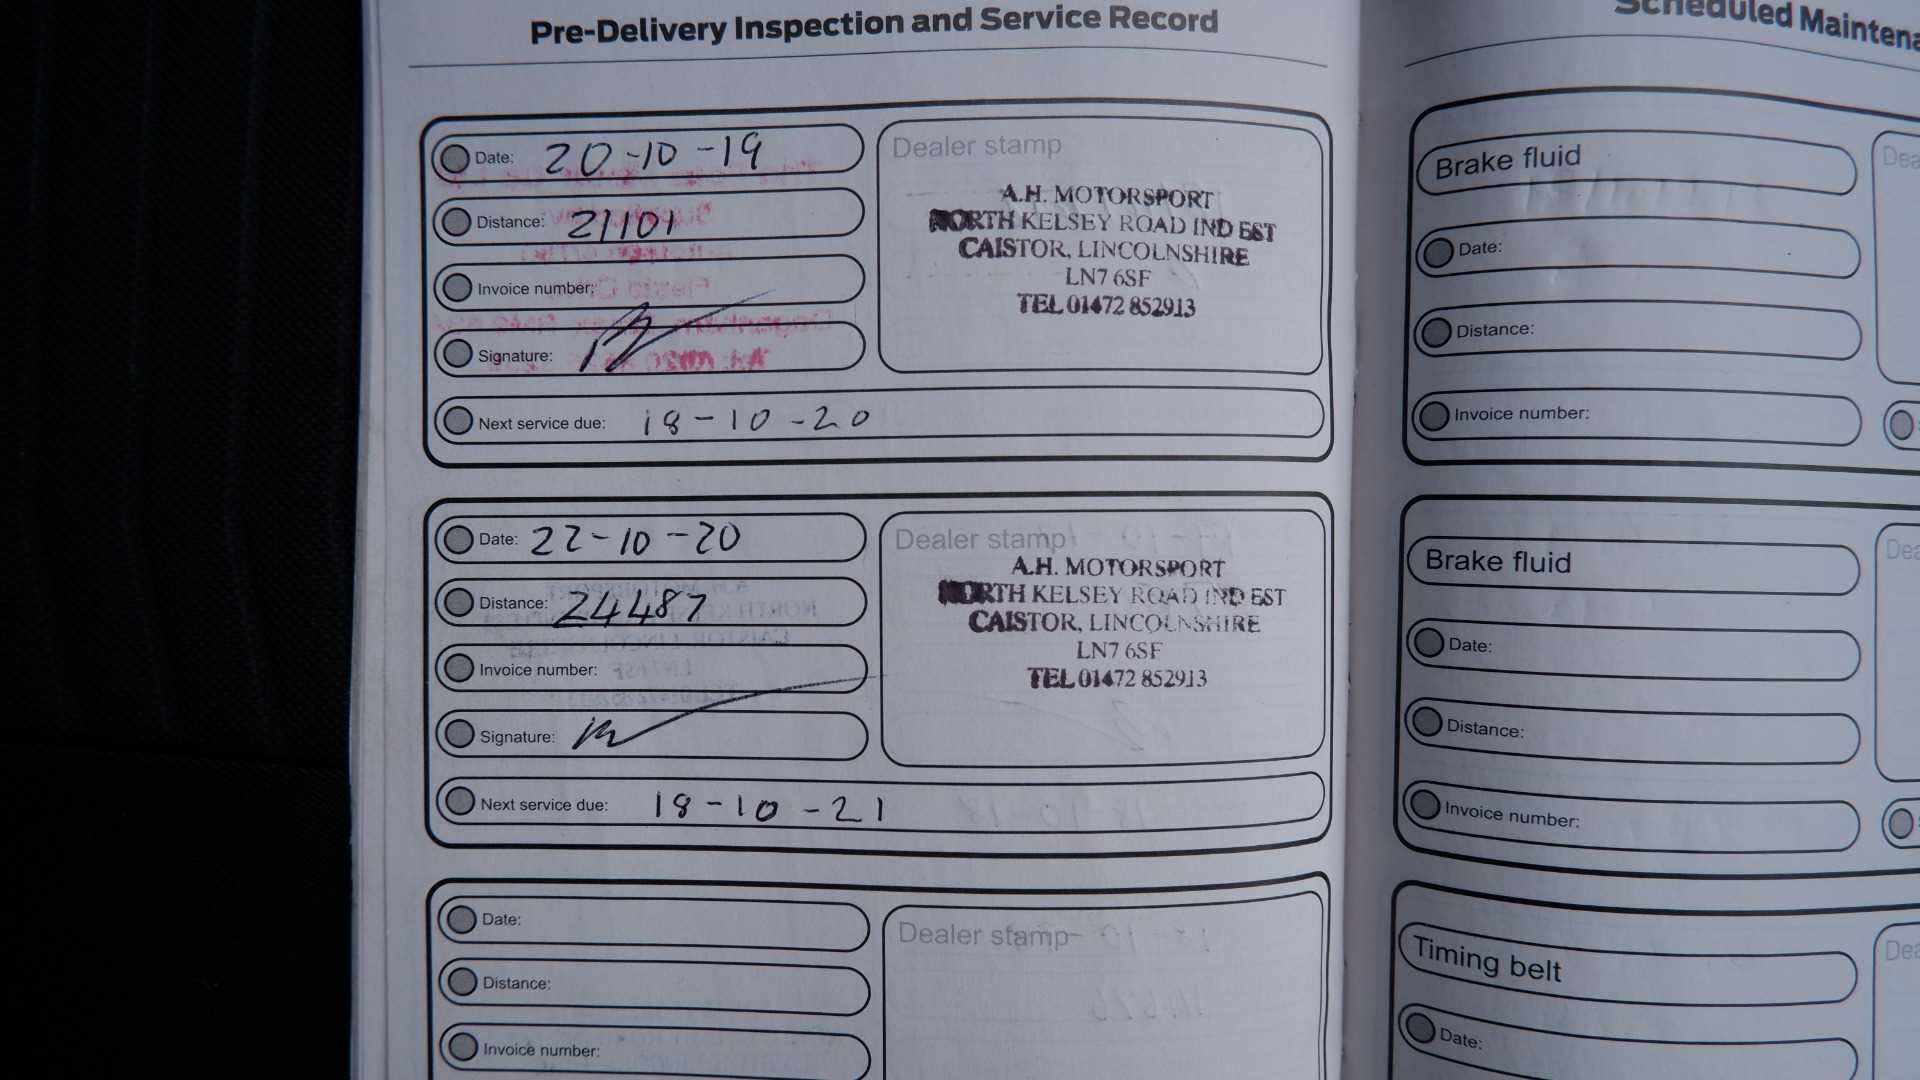 Pre-Delivery Inspection and Service Record
Date: 20-10-19
Distance: 21101
Invoice number:
Signature:
Next service due: 18-10-20
Dealer stamp
A.H. MOTORSPORT
NORTH KELSEY ROAD IND EST
CAISTOR, LINCOLNSHIRE
LN7 6SF
TEL 01472 852913
Date: 22-10-20
Distance: 24487
Invoice number:
Signature:
Next service due: 18-10-21
Dealer stamp
A.H. MOTORSPORT
NORTH KELSEY ROAD IND EST
CAISTOR, LINCOLNSHIRE
LN7 6SF
TEL 01472 852913
Date:
Distance:
Invoice number:
Dealer stamp
Scheduled Maintena
Brake fluid
Date:
Distance:
Invoice number:
Dea
Brake fluid
Date:
Distance:
Invoice number:
Dea
Timing belt
Date:
Dea